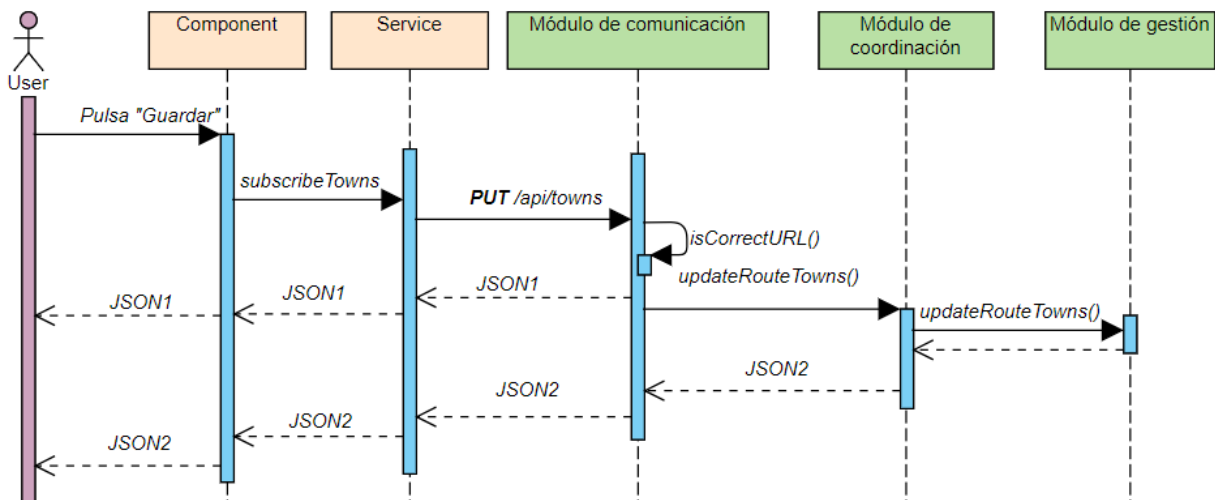 Component
Service
Módulo de comunicación
Módulo de
coordinación
Módulo de gestión
User
Pulsa "Guardar"
subscribeTowns
PUT /api/towns
isCorrectURL()
updateRouteTowns()
JSON1
JSON1
JSON1
updateRouteTowns()
JSON2
JSON2
JSON2
JSON2